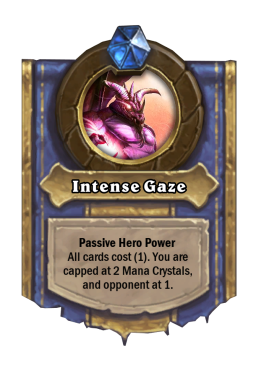 Intense Gaze
Passive Hero Power
All cards cost (1). You are
capped at 2 Mana Crystals,
and opponent at 1.